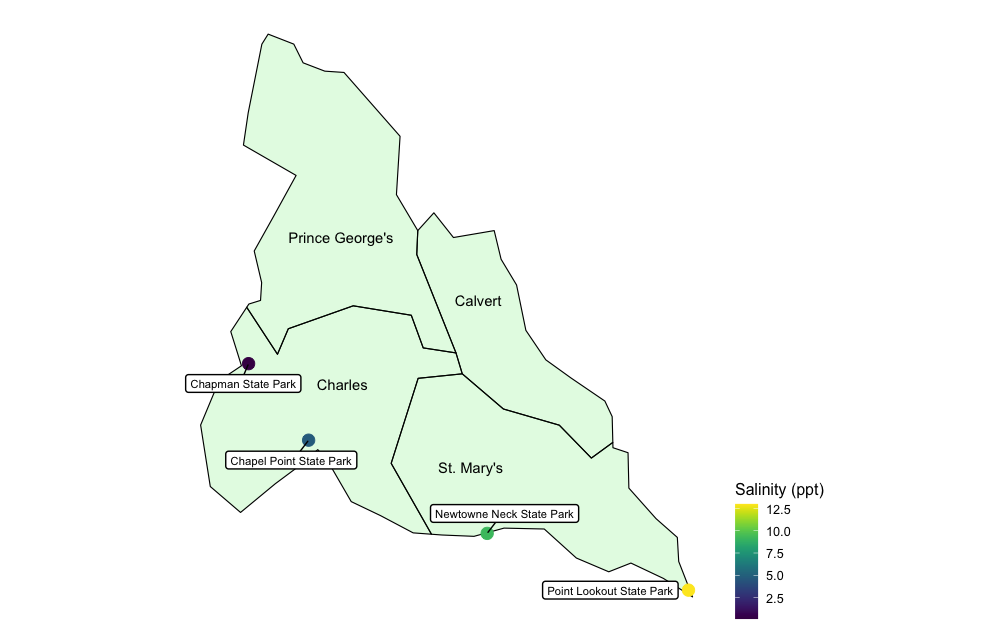 Prince George's
Calvert
Chapman State Park
Charles
Chapel Point State Park
St. Mary's
Newtowne Neck State Park
Point Lookout State Park
Salinity (ppt)
12.5
10.0
7.5
5.0
2.5